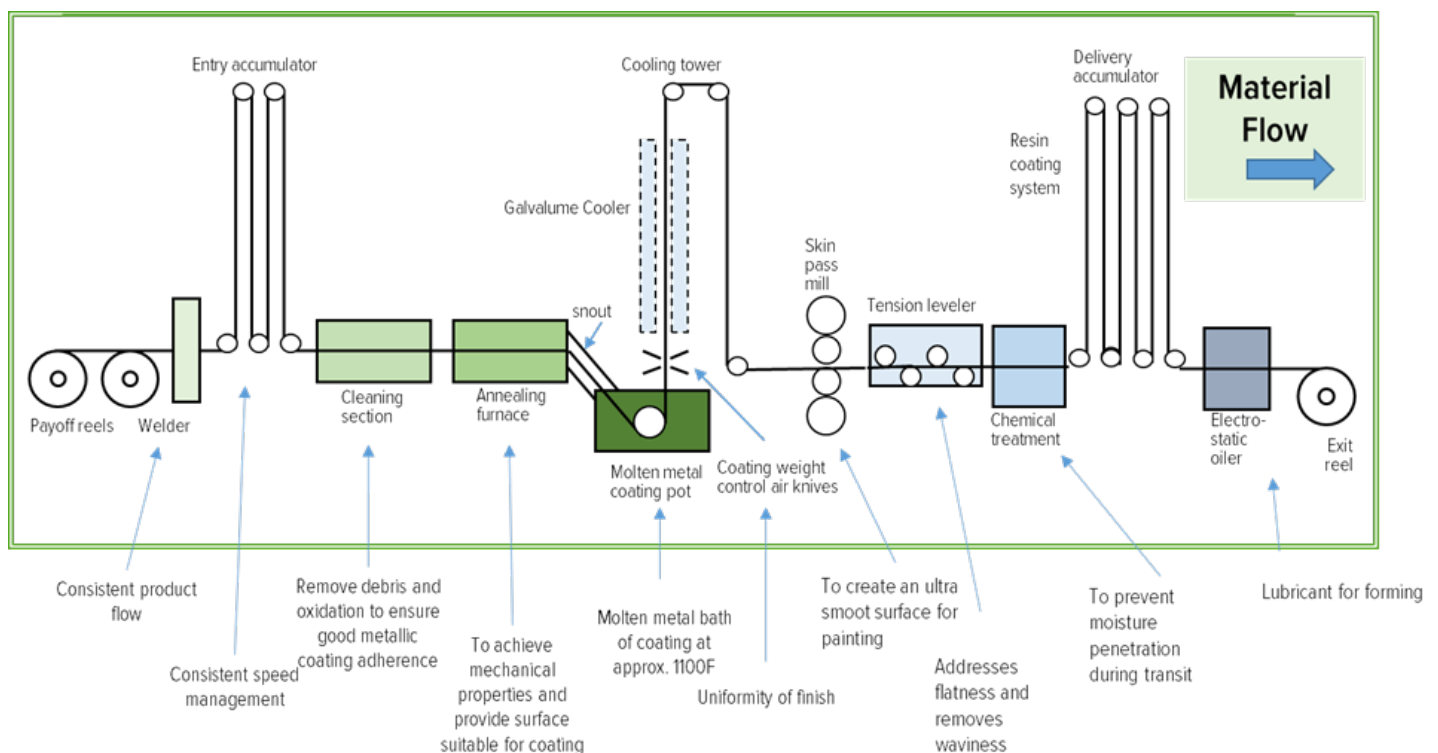 Entry accumulator
Cooling tower
Delivery
accumulator
Material
Flow
Resin
coating
system
Galvalume Cooler
Skin
pass
mill
Tension leveler
snout
Payoff reels
Welder
Cleaning
section
Annealing
furnace
Molten metal
coating pot
Coating weight
control air knives
Chemical
treatment
Electro-
static
oiler
Exit
reel
Consistent product
flow
Consistent speed
management
Remove debris and
oxidation to ensure
good metallic
coating adherence
To achieve
mechanical
properties and
provide surface
suitable for coating
Molten metal bath
of coating at
approx. 1100F
Uniformity of finish
To create an ultra
smoot surface for
painting
Addresses
flatness and
removes
waviness
To prevent
moisture
penetration
during transit
Lubricant for forming